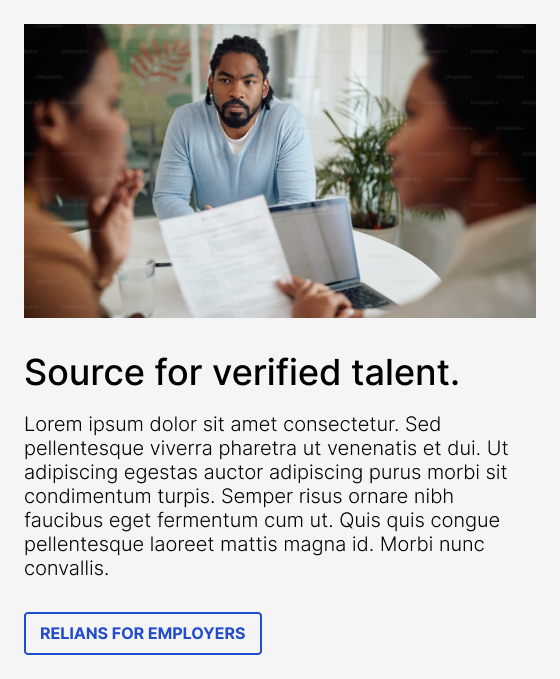 Source for verified talent.
Lorem ipsum dolor sit amet consectetur. Sed
pellentesque viverra pharetra ut venenatis et dui. Ut
adipiscing egestas auctor adipiscing purus morbi sit
condimentum turpis. Semper risus ornare nibh
faucibus eget fermentum cum ut. Quis quis congue
pellentesque laoreet mattis magna id. Morbi nunc
convallis.
RELIANS FOR EMPLOYERS